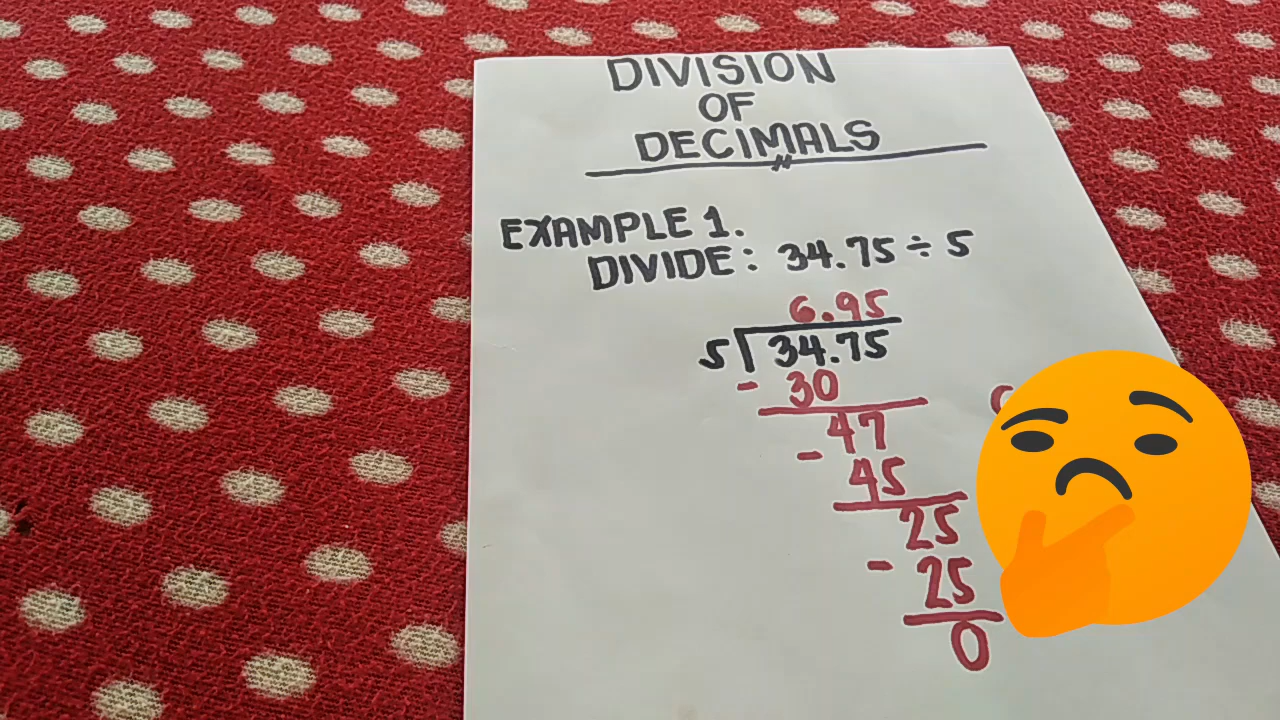 DIVISION
OF
DECIMALS
EXAMPLE 1.
DIVIDE: 34.75 ÷ 5
6.95
5 34.75
- 30
47
- 45
25
- 25
0